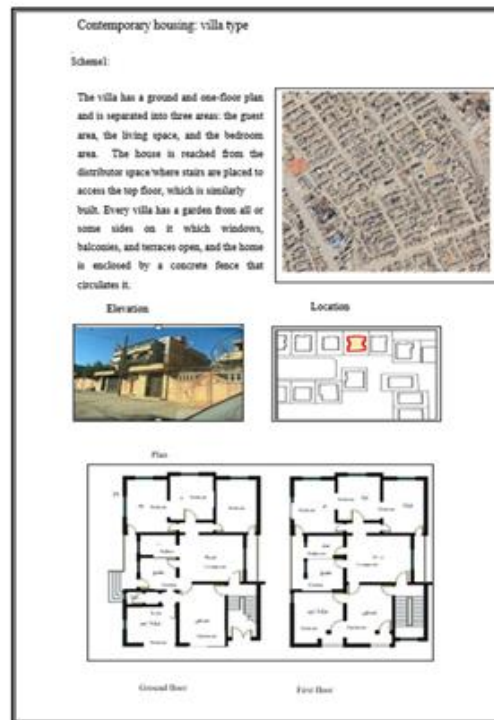 Contemporary housing: villa type
Scheme1:
The villa has a ground and one-floor plan
and is separated into three areas: the guest
area, the living space, and the bedroom
area. The house is reached from the
distributor space where stairs are placed to
access the top floor, which is similarly
built. Every villa has a garden from all or
some sides on it which windows,
balconies, and terraces open, and the home
is enclosed by a concrete fence that
circulates it.
Elevation
Location
Plan
Ground floor
First floor